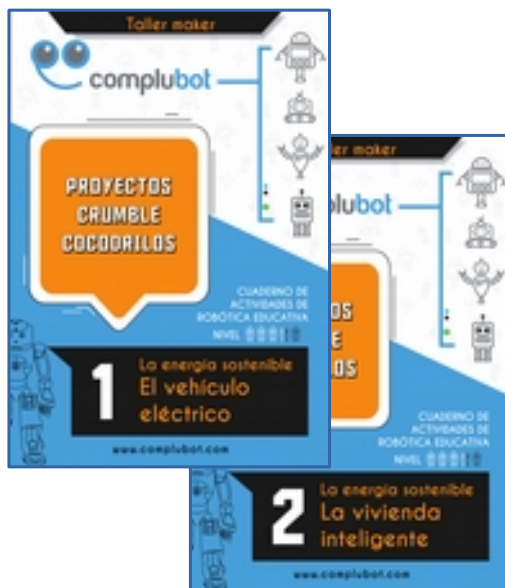 Taller maker
complubot
PROYECTOS
CRUMBLE
COCODRILOS
CUADERNO DE
ACTIVIDADES DE
ROBÓTICA EDUCATIVA
NIVEL
1
La energía sostenible
El vehículo
eléctrico
www.complubot.com
ler maker
lubot
OS
E
OS
CUADERNO DE
ACTIVIDADES DE
ROBÓTICA EDUCATIVA
NIVEL
2
La energía sostenible
La vivienda
inteligente
www.complubot.com